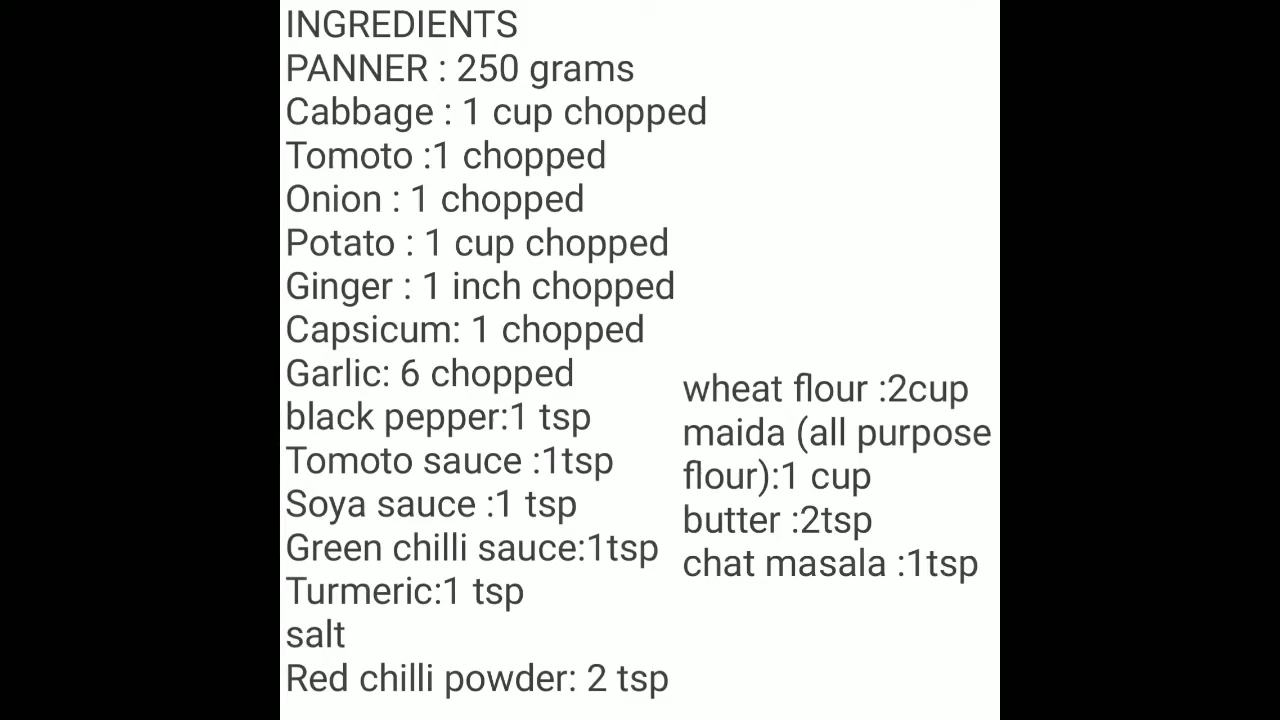 INGREDIENTS
PANNER : 250 grams
Cabbage : 1 cup chopped
Tomoto :1 chopped
Onion : 1 chopped
Potato : 1 cup chopped
Ginger : 1 inch chopped
Capsicum: 1 chopped
Garlic: 6 chopped
black pepper:1 tsp
Tomoto sauce :1tsp
Soya sauce :1 tsp
Green chilli sauce:1tsp
Turmeric:1 tsp
salt
Red chilli powder: 2 tsp
wheat flour :2cup
maida (all purpose
flour):1 cup
butter :2tsp
chat masala :1tsp